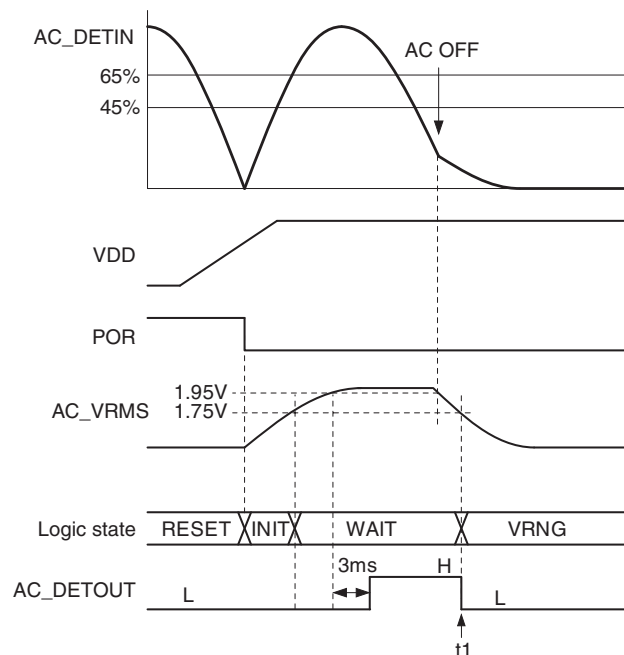 AC_DETIN
AC OFF
65%
45%
VDD
POR
1.95V
AC_VRMS
1.75V
Logic state
RESET
INIT
WAIT
VRNG
3ms
H
AC_DETOUT
L
L
t1